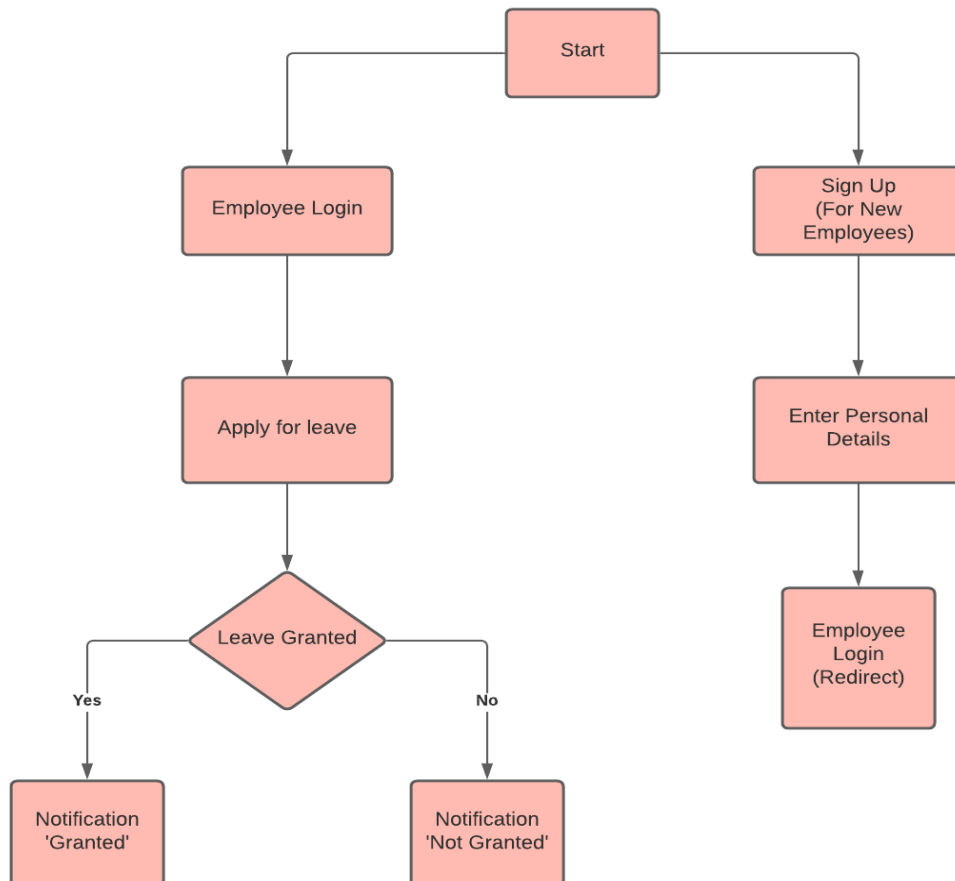 Start
Employee Login
Sign Up
(For New
Employees)
Apply for leave
Enter Personal
Details
Leave Granted
Employee
Login
(Redirect)
Yes
No
Notification
'Granted'
Notification
'Not Granted'